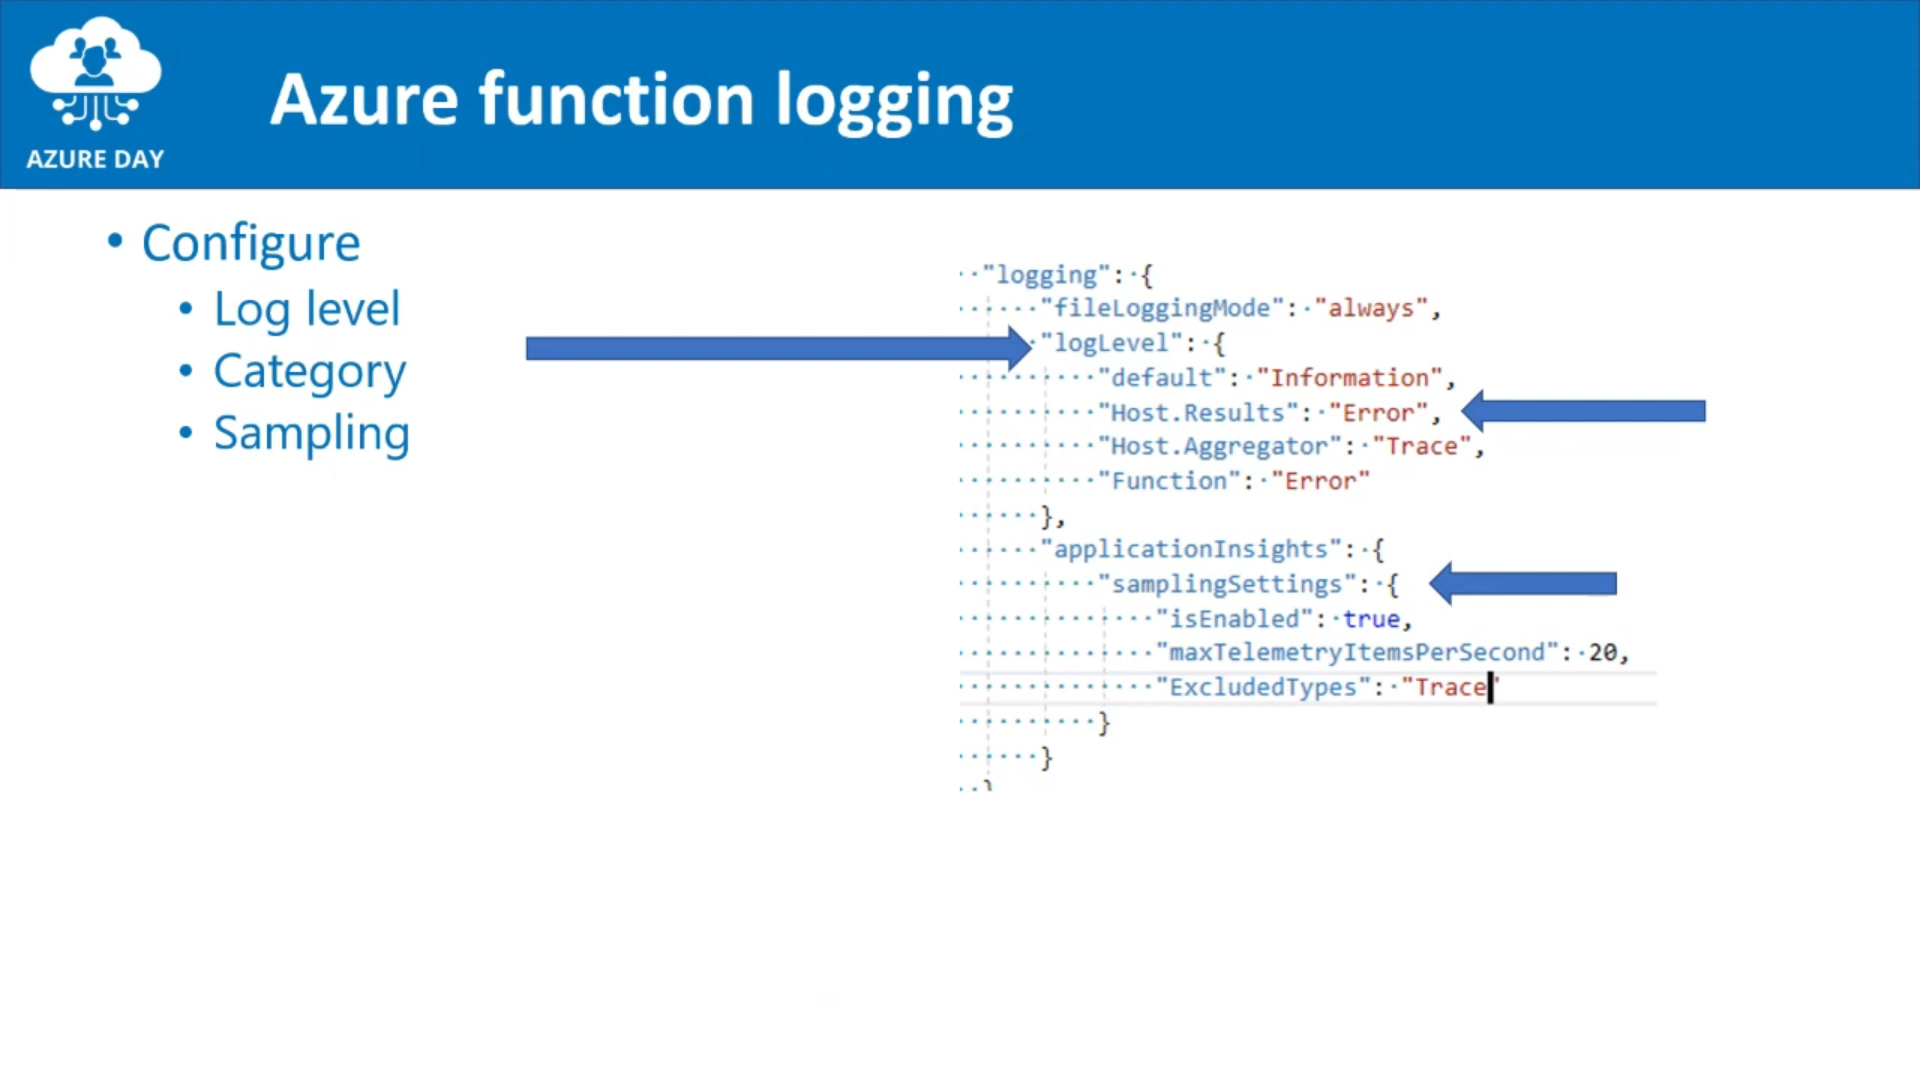 AZURE DAY
Azure function logging
• Configure
• Log level
• Category
• Sampling
"logging": {
"fileLoggingMode": "always",
"logLevel": {
"default": "Information",
"Host.Results": "Error",
"Host.Aggregator": "Trace",
"Function": "Error"
},
"applicationInsights": {
"samplingSettings": {
"isEnabled": true,
"maxTelemetryItemsPerSecond": 20,
"ExcludedTypes": "Trace"
}
}
}